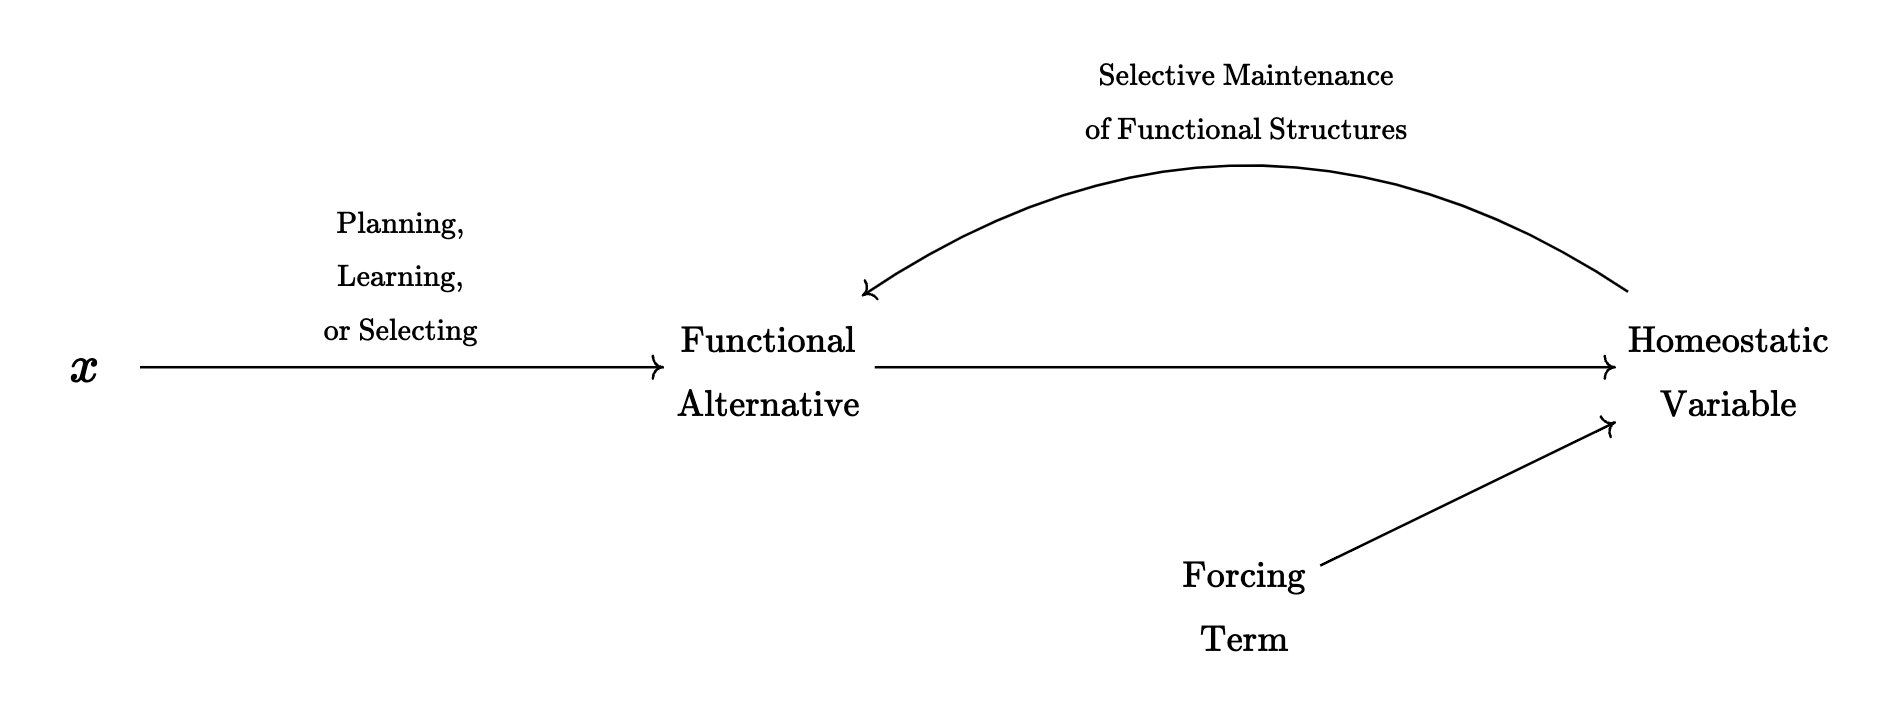 Selective Maintenance
of Functional Structures
Planning,
Learning,
or Selecting
x
Functional
Alternative
Homeostatic
Variable
Forcing
Term